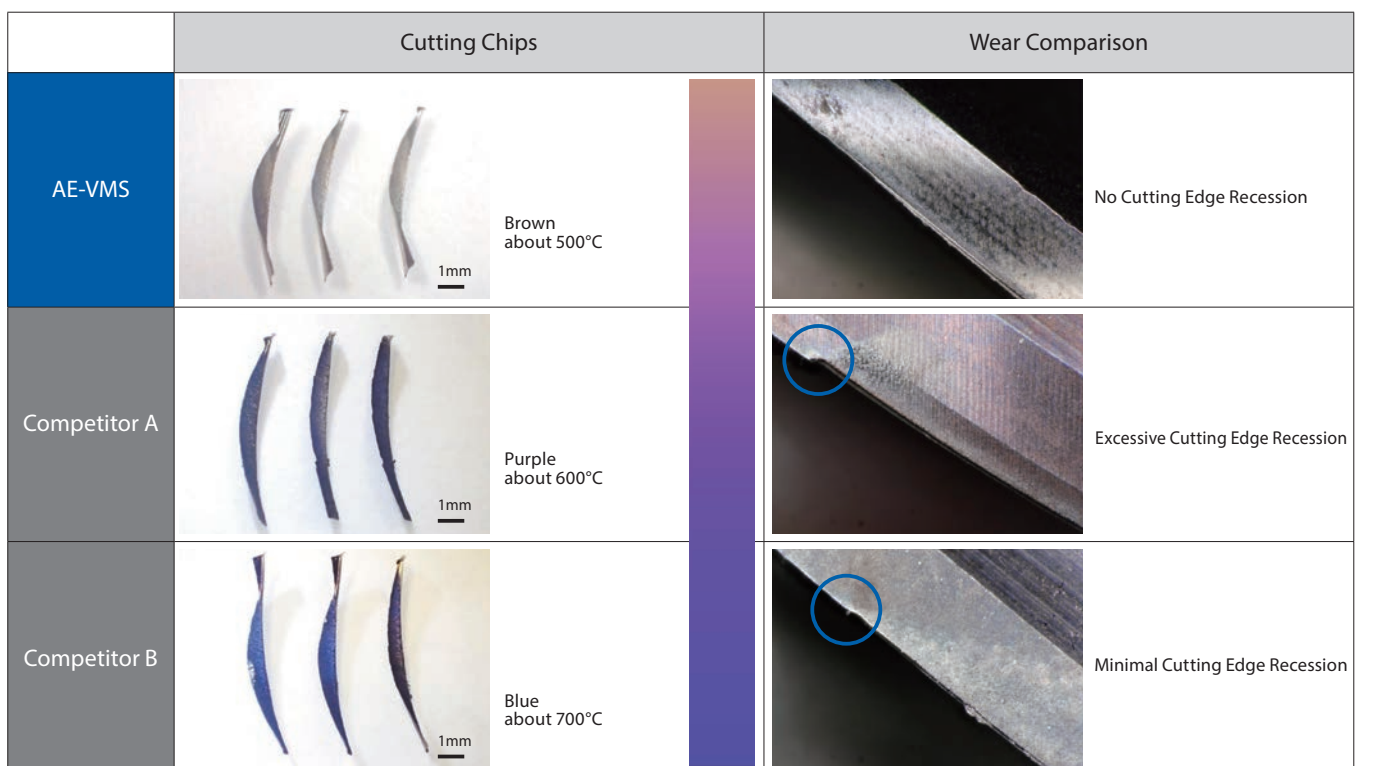 Cutting Chips
Wear Comparison
AE-VMS
Brown
about 500°C
1mm
No Cutting Edge Recession
Competitor A
Purple
about 600°C
1mm
Excessive Cutting Edge Recession
Competitor B
Blue
about 700°C
1mm
Minimal Cutting Edge Recession